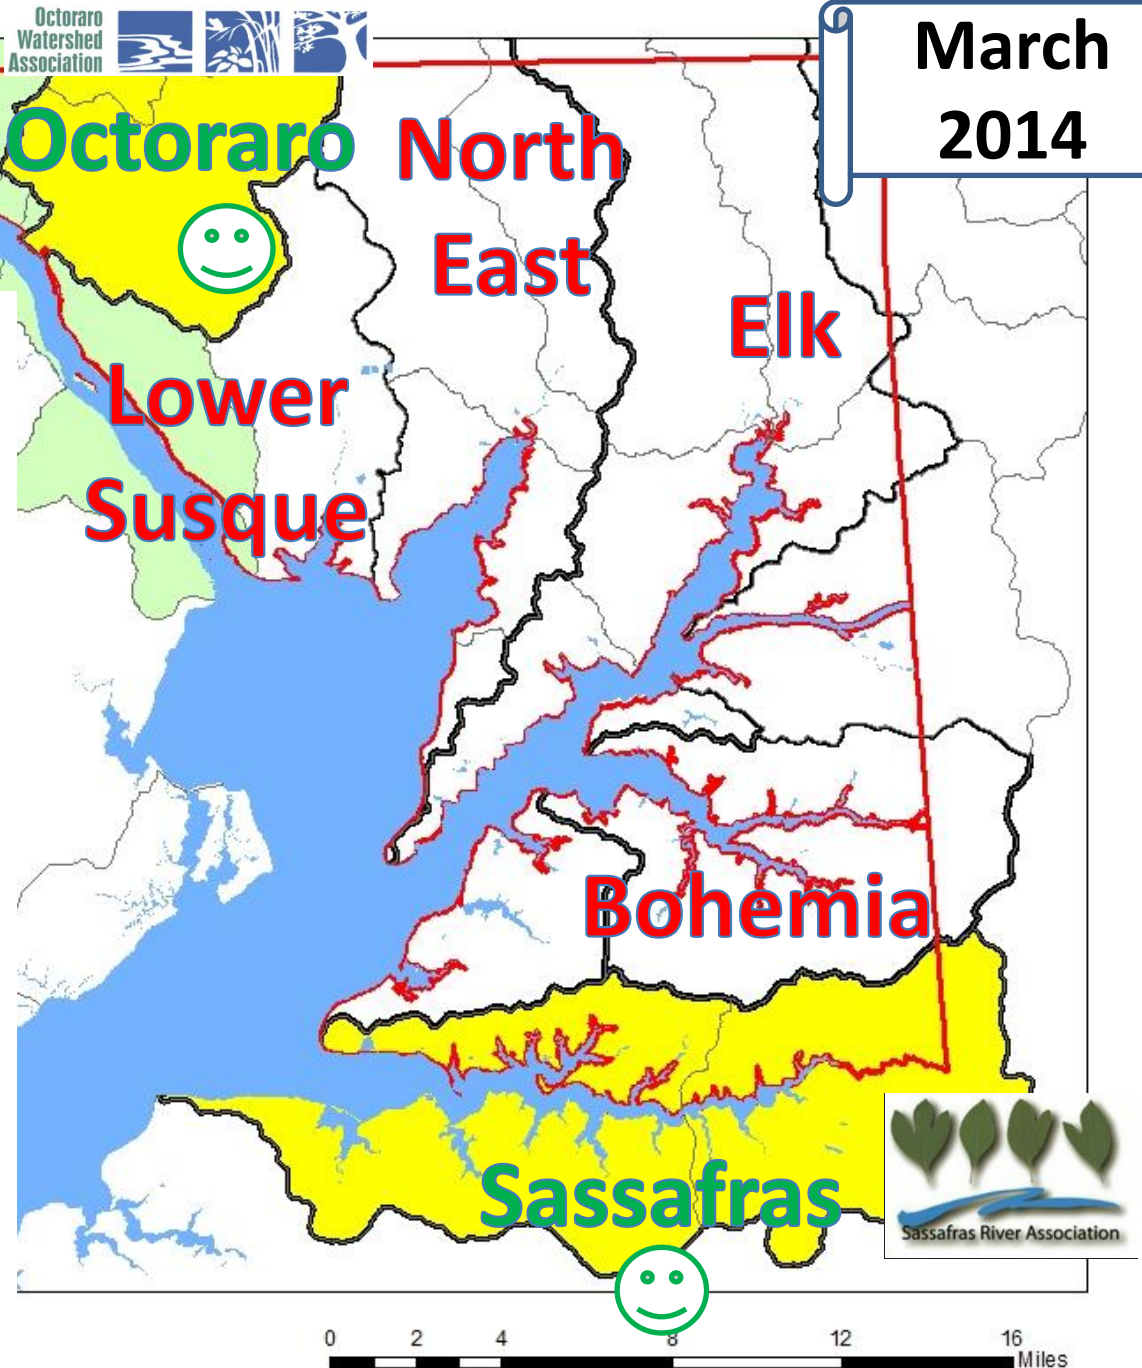 Octoraro
Watershed
Association
March
2014
Octoraro
North
East
Elk
Lower
Susque
Bohemia
Sassafras
Sassafras River Association
0 2 4 8 12 16
Miles